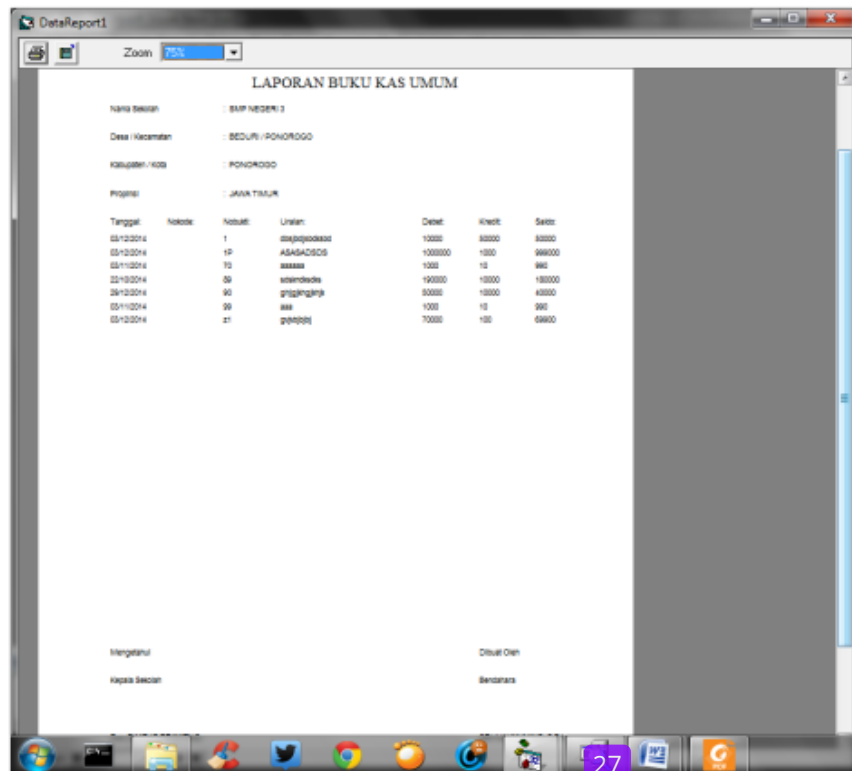 DataReport1
Zoom 75%
LAPORAN BUKU KAS UMUM
Nama Sekolah : SMP NEGERI 3
Desa / Kecamatan : BEDURI / PONOROGO
Kabupaten / Kota : PONOROGO
Propinsi : JAWA TIMUR
Tanggal: Nokode: Nobukti: Uraian: Debet: Kredit: Saldo:
03/12/2014 1 10000 50000 50000
03/12/2014 1P ASASADSDS 1000000 1000 999000
03/11/2014 70 aaaaaa 1000 10 990
22/10/2014 89 190000 10000 180000
29/12/2014 90 50000 10000 40000
03/11/2014 99 aaa 1000 10 990
03/12/2014 z1 70000 100 69900
Mengetahui Dibuat Oleh
Kepala Sekolah Bendahara
27